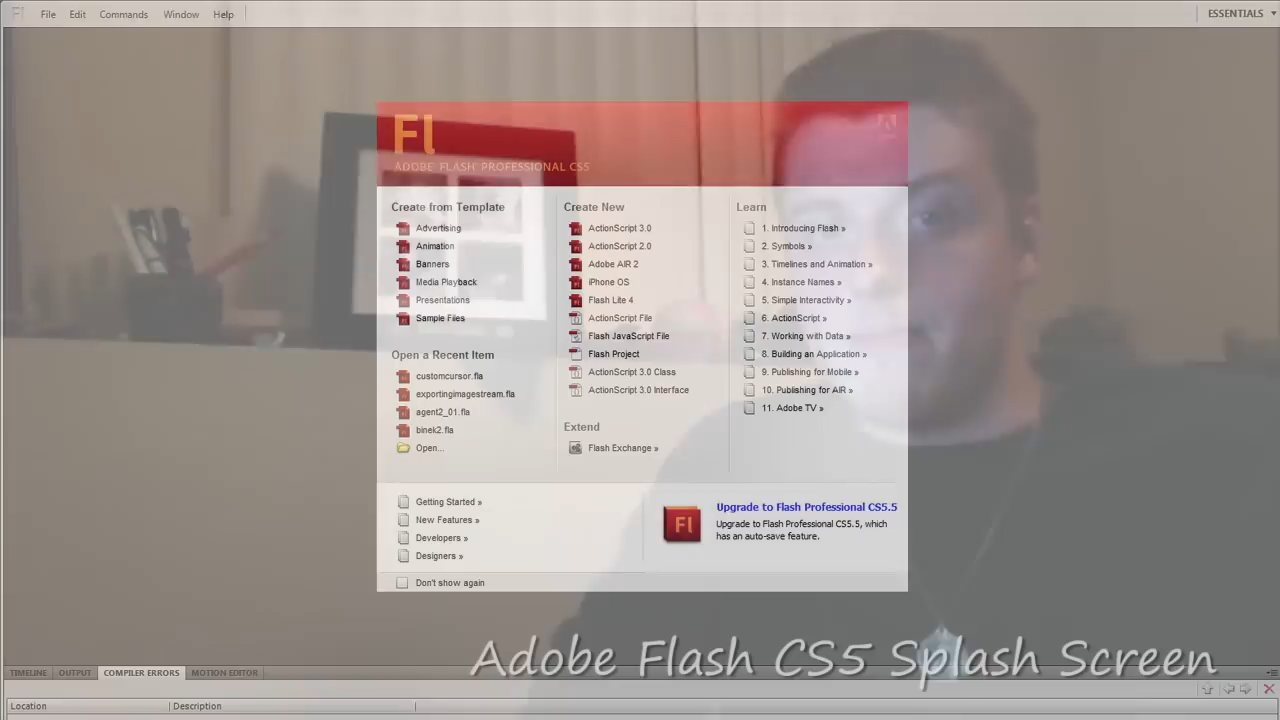 Fl
File Edit Commands Window Help
ESSENTIALS
Fl
ADOBE FLASH PROFESSIONAL CS5
Create from Template
Advertising
Animation
Banners
Media Playback
Presentations
Sample Files
Open a Recent Item
customcursor.fla
exportingimagestream.fla
agent2_01.fla
binek2.fla
Open...
Create New
ActionScript 3.0
ActionScript 2.0
Adobe AIR 2
iPhone OS
Flash Lite 4
ActionScript File
Flash JavaScript File
Flash Project
ActionScript 3.0 Class
ActionScript 3.0 Interface
Extend
Flash Exchange »
Learn
1. Introducing Flash »
2. Symbols »
3. Timelines and Animation »
4. Instance Names »
5. Simple Interactivity »
6. ActionScript »
7. Working with Data »
8. Building an Application »
9. Publishing for Mobile »
10. Publishing for AIR »
11. Adobe TV »
Getting Started »
New Features »
Developers »
Designers »
Fl
Upgrade to Flash Professional CS5.5
Upgrade to Flash Professional CS5.5, which
has an auto-save feature.
Don't show again
Adobe Flash CS5 Splash Screen
TIMELINE OUTPUT COMPILER ERRORS MOTION EDITOR
Location Description